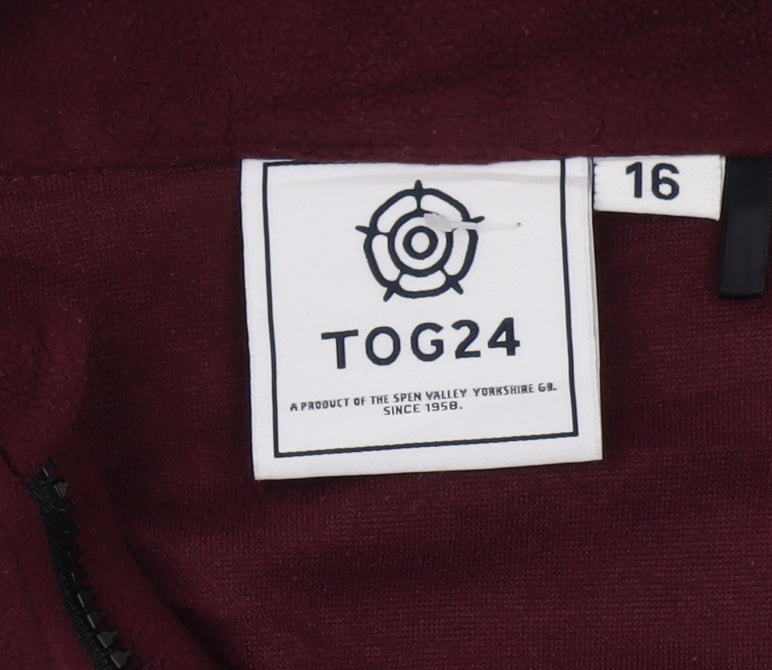 16
TOG24
A PRODUCT OF THE SPEN VALLEY YORKSHIRE GB.
SINCE 1958.